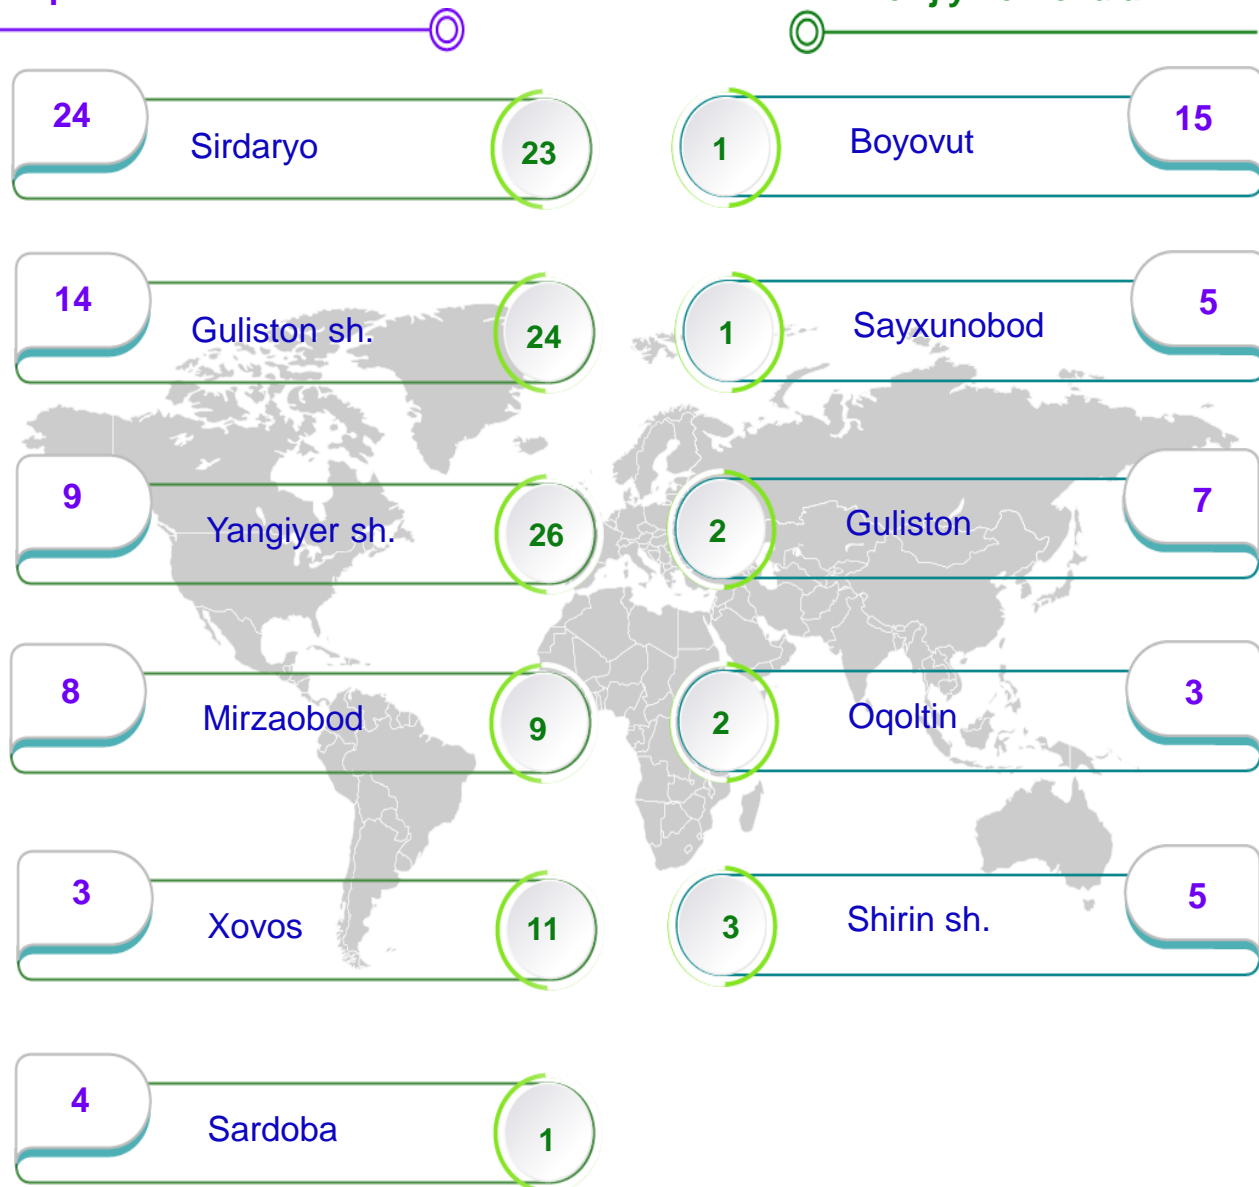 24
Sirdaryo
23
1
Boyovut
15
14
Guliston sh.
24
1
Sayxunobod
5
9
Yangiyer sh.
26
2
Guliston
7
8
Mirzaobod
9
2
Oqoltin
3
3
Xovos
11
3
Shirin sh.
5
4
Sardoba
1